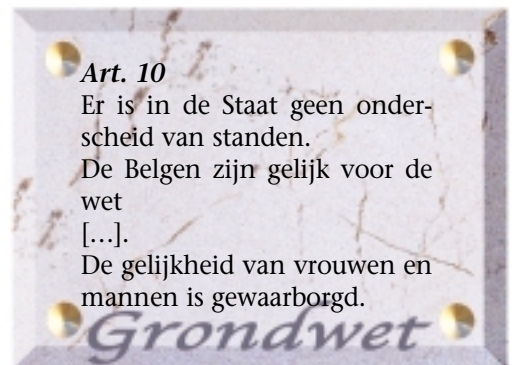 Art. 10
Er is in de Staat geen onder-
scheid van standen.
De Belgen zijn gelijk voor de
wet
[…].
De gelijkheid van vrouwen en
mannen is gewaarborgd.
Grondwet